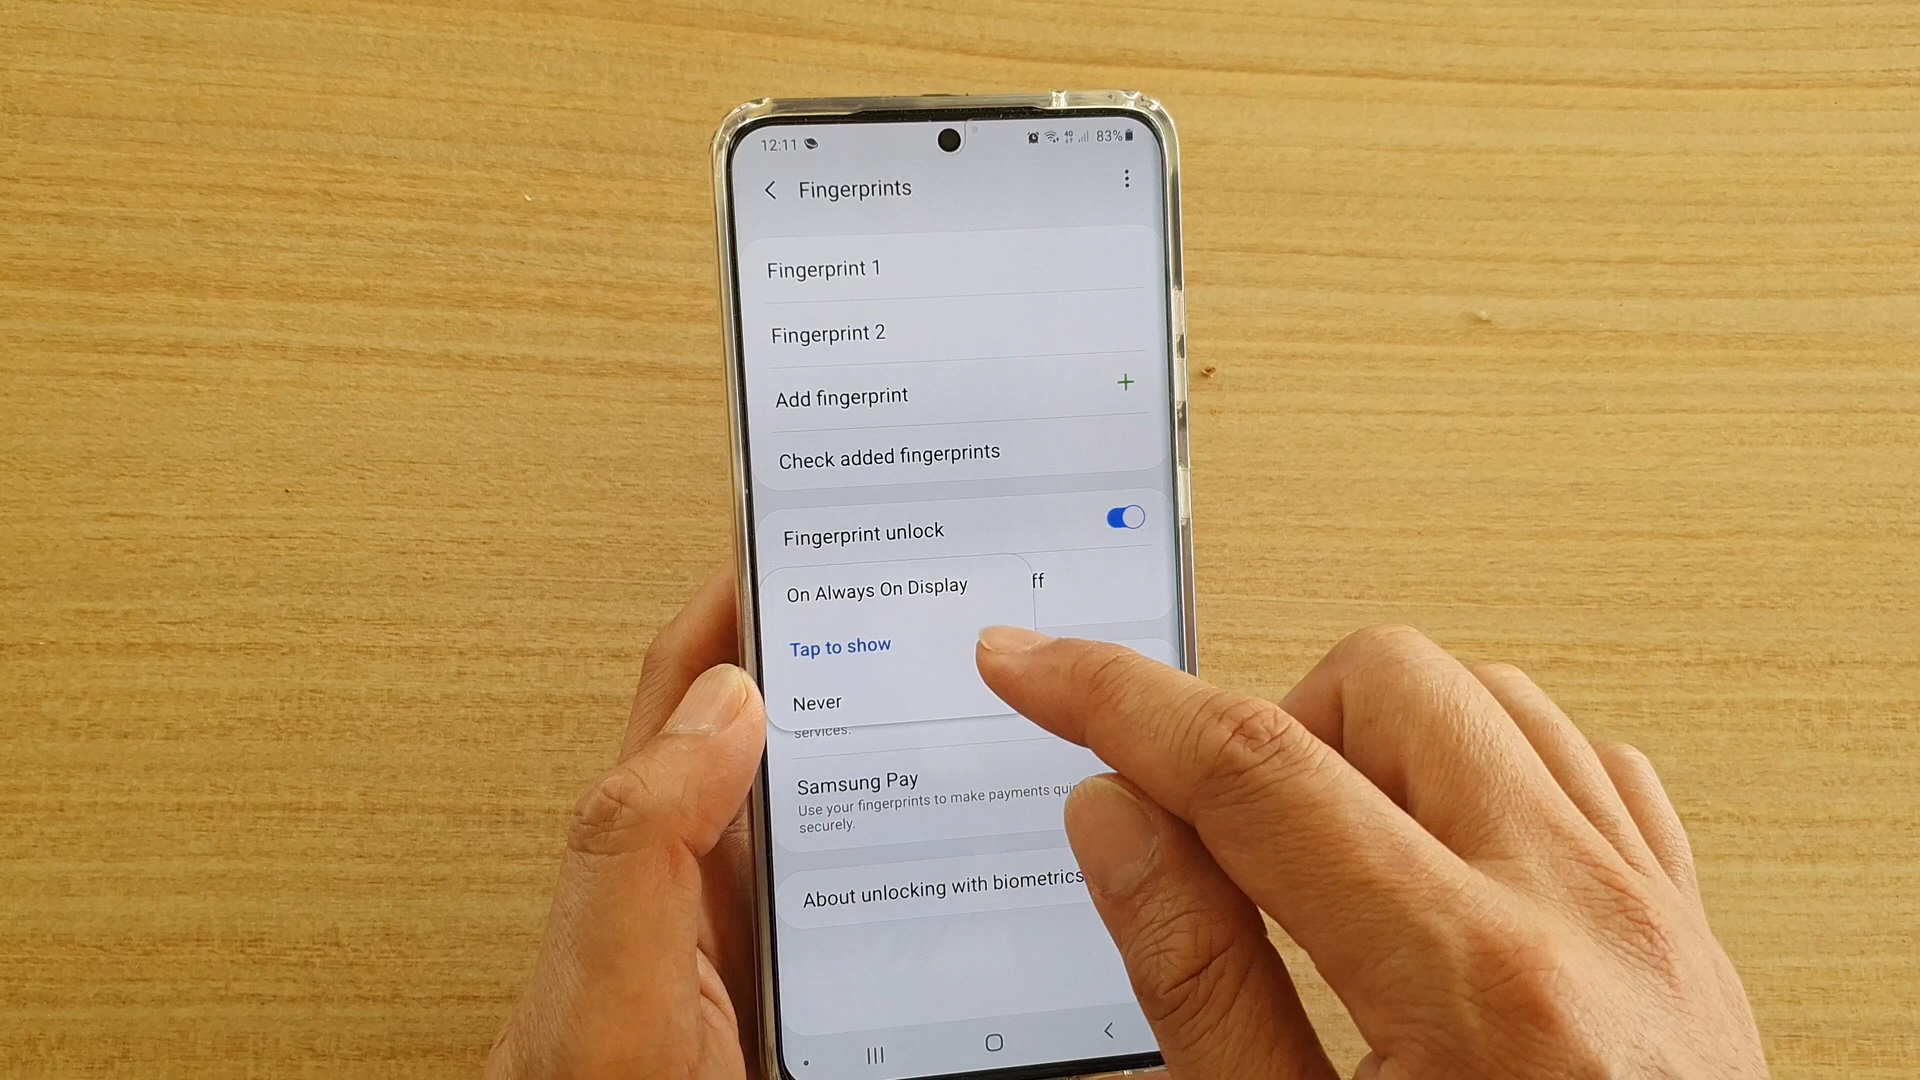 12:11 4G 83%
Fingerprints
Fingerprint 1
Fingerprint 2
Add fingerprint
Check added fingerprints
Fingerprint unlock
On Always On Display ff
Tap to show
Never
services.
Samsung Pay
Use your fingerprints to make payments
securely.
About unlocking with biometrics